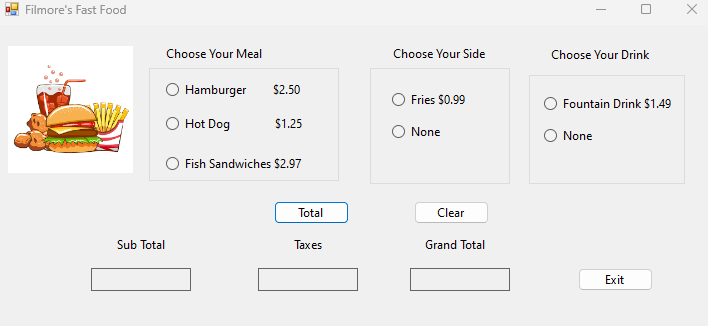 Filmore's Fast Food
Choose Your Meal
Hamburger $2.50
Hot Dog $1.25
Fish Sandwiches $2.97
Choose Your Side
Fries $0.99
None
Choose Your Drink
Fountain Drink $1.49
None
Total
Clear
Sub Total
Taxes
Grand Total
Exit